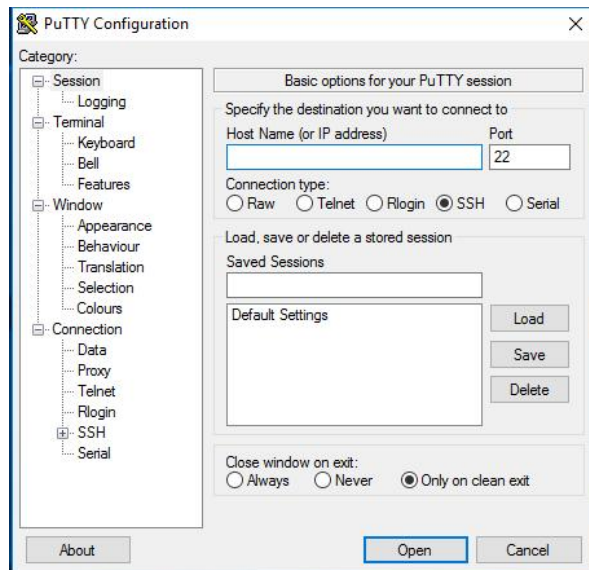 PuTTY Configuration
Category:
Session
Logging
Terminal
Keyboard
Bell
Features
Window
Appearance
Behaviour
Translation
Selection
Colours
Connection
Data
Proxy
Telnet
Rlogin
SSH
Serial
Basic options for your PuTTY session
Specify the destination you want to connect to
Host Name (or IP address) Port
22
Connection type:
Raw Telnet Rlogin SSH Serial
Load, save or delete a stored session
Saved Sessions
Default Settings
Load
Save
Delete
Close window on exit:
Always Never Only on clean exit
About Open Cancel